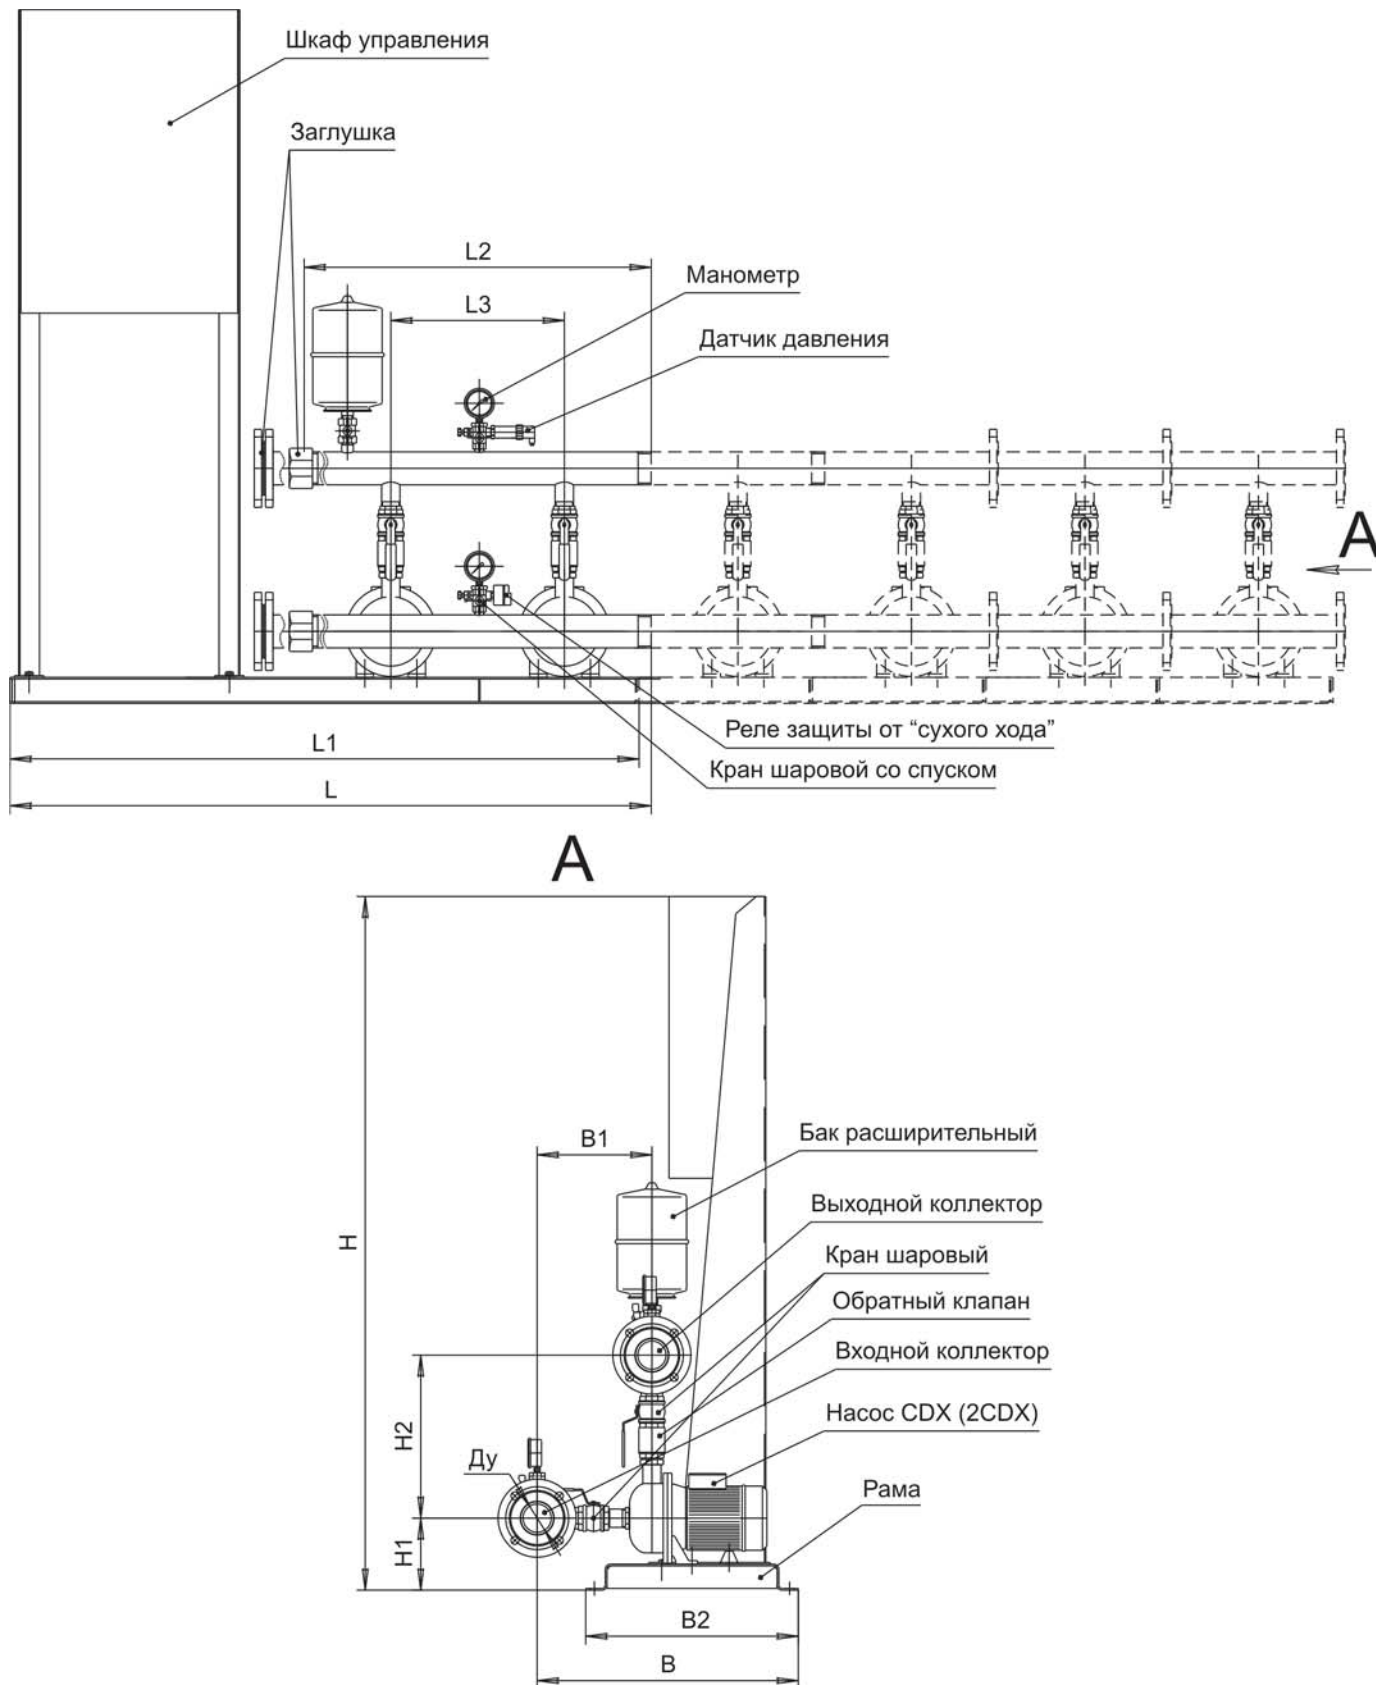 Шкаф управления
Заглушка
L2
Манометр
L3
Датчик давления
A
Реле защиты от “сухого хода”
L1
Кран шаровой со спуском
L
A
Бак расширительный
B1
Выходной коллектор
H
Кран шаровый
Обратный клапан
Входной коллектор
H2
Насос CDX (2CDX)
Ду
Рама
H1
B2
B